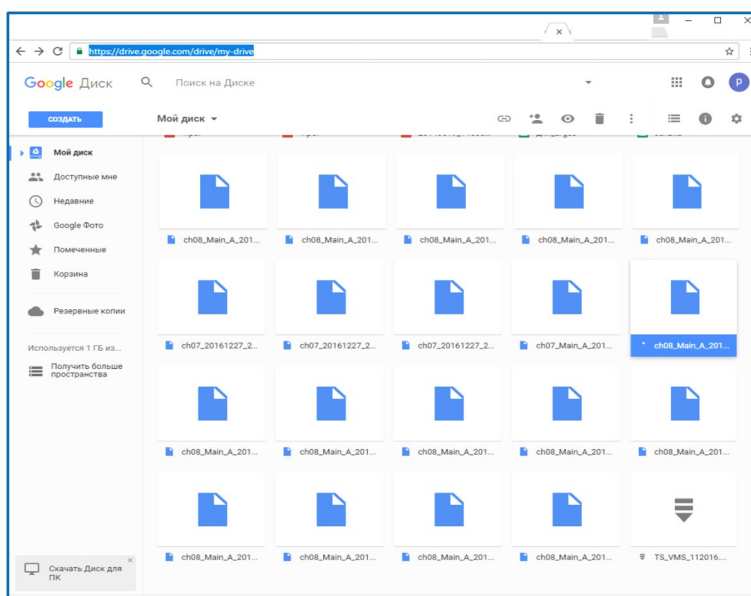 https://drive.google.com/drive/my-drive
Google Диск
Поиск на Диске
P
СОЗДАТЬ
Мой диск
Мой диск
Доступные мне
Недавние
Google Фото
Помеченные
Корзина
Резервные копии
Используется 1 ГБ из...
Получить больше
пространства
ch08_Main_A_201... ch08_Main_A_201... ch08_Main_A_201... ch08_Main_A_201... ch08_Main_A_201...
ch07_20161227_2... ch07_20161227_2... ch07_20161227_2... ch07_Main_A_201... ch08_Main_A_201...
ch08_Main_A_201... ch08_Main_A_201... ch08_Main_A_201... ch08_Main_A_201... ch08_Main_A_201...
ch08_Main_A_201... ch08_Main_A_201... ch08_Main_A_201... ch08_Main_A_201... TS_VMS_112016....
Скачать Диск для
ПК